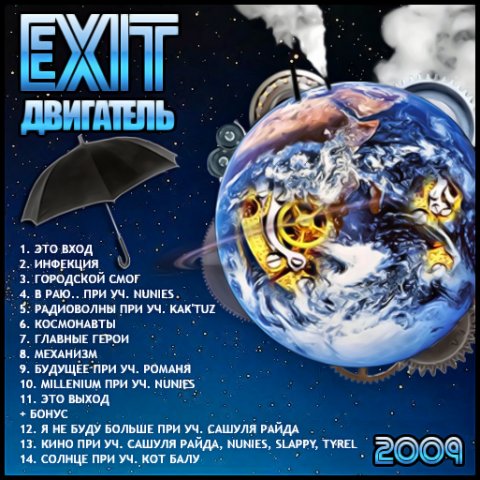 EXIT
ДВИГАТЕЛЬ
1. ЭТО ВХОД
2. ИНФЕКЦИЯ
3. ГОРОДСКОЙ СМОГ
4. В РАЮ.. ПРИ УЧ. NUNIES
5. РАДИОВОЛНЫ ПРИ УЧ. KAK'TUZ
6. КОСМОНАВТЫ
7. ГЛАВНЫЕ ГЕРОИ
8. МЕХАНИЗМ
9. БУДУЩЕЕ ПРИ УЧ. РОМАНЯ
10. MILLENIUM ПРИ УЧ. NUNIES
11. ЭТО ВЫХОД
+ БОНУС
12. Я НЕ БУДУ БОЛЬШЕ ПРИ УЧ. САШУЛЯ РАЙДА
13. КИНО ПРИ УЧ. САШУЛЯ РАЙДА, NUNIES, SLAPPY, TYREL
14. СОЛНЦЕ ПРИ УЧ. КОТ БАЛУ
2009